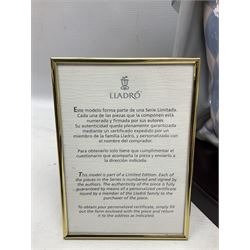 LLADRÓ
Este modelo forma parte de una Serie Limitada.
Cada una de las piezas que la componen está
numerada y firmada por sus autores
Su autenticidad queda plenamente garantizada
mediante un certificado expedido por un
miembro de la familia Lladró, y personalizado con
el nombre del comprador.
Para obtenerlo solo tiene que cumplimentar el
cuestionario que acompaña la pieza y enviarlo a
la dirección indicada.
This model is part of a Limited Edition. Each of
the pieces in the Series is numbered and signed by
the authors. The authenticity of the piece is fully
guaranteed by means of a personalized certificate
issued by a member of the Lladró family to the
purchaser of the piece.
To obtain your personalized certificate, simply fill
out the form enclosed with the piece and return
it to the address as indicated.